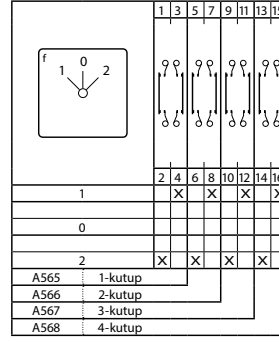 1 3 5 7 9 11 13 15
f
0
1 2
2 4 6 8 10 12 14 16
1 X X X X
0
2 X X X X
A565 1-kutup
A566 2-kutup
A567 3-kutup
A568 4-kutup